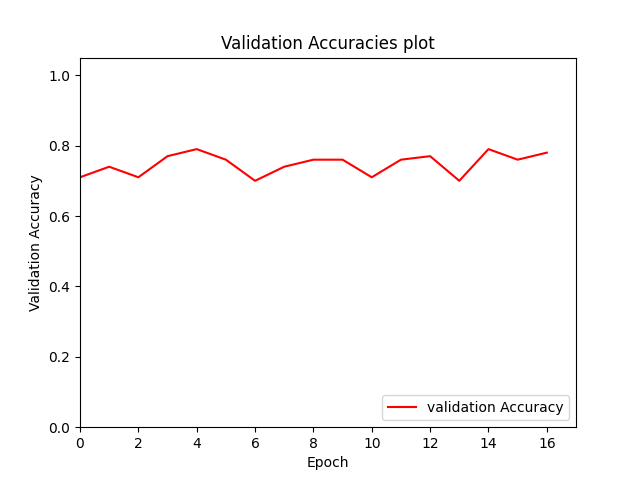 Validation Accuracies plot
1.0
0.8
0.6
0.4
0.2
0.0
Validation Accuracy
validation Accuracy
0 2 4 6 8 10 12 14 16
Epoch